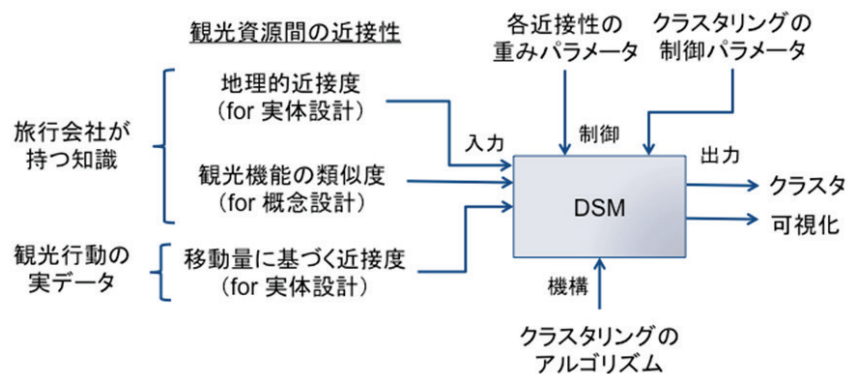 観光資源間の近接性
旅行会社が
持つ知識
地理的近接度
(for 実体設計)
観光機能の類似度
(for 概念設計)
観光行動の
実データ
移動量に基づく近接度
(for 実体設計)
各近接性の
重みパラメータ
クラスタリングの
制御パラメータ
入力
制御
出力
DSM
クラスタ
可視化
機構
クラスタリングの
アルゴリズム